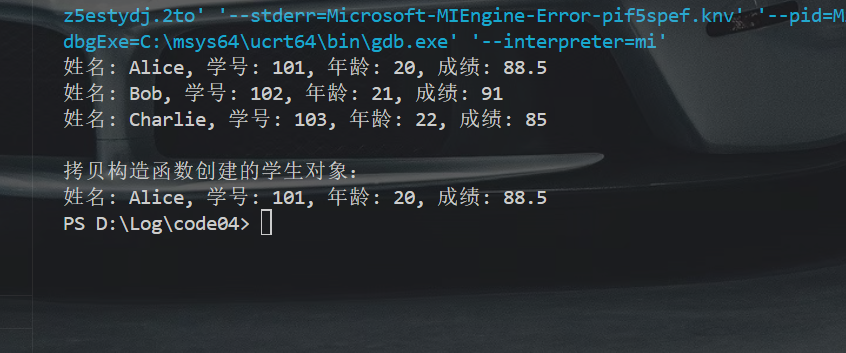 z5estydj.2to' '--stderr=Microsoft-MIEngine-Error-pif5spef.knv' '--pid=M
dbgExe=C:\msys64\ucrt64\bin\gdb.exe' '--interpreter=mi'
姓名: Alice, 学号: 101, 年龄: 20, 成绩: 88.5
姓名: Bob, 学号: 102, 年龄: 21, 成绩: 91
姓名: Charlie, 学号: 103, 年龄: 22, 成绩: 85
拷贝构造函数创建的学生对象：
姓名: Alice, 学号: 101, 年龄: 20, 成绩: 88.5
PS D:\Log\code04>